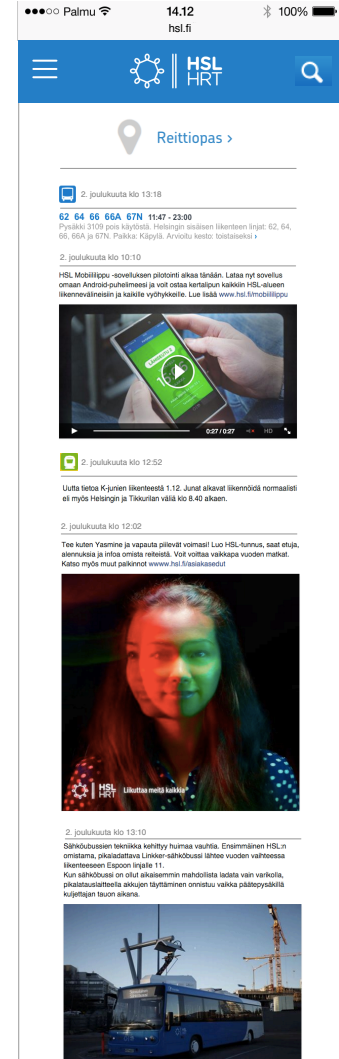 Palmu 14.12 100%
hsl.fi
HSL
HRT
Reittiopas ›
2. joulukuuta klo 13:18
62 64 66 66A 67N 11:47 - 23:00
Pysäkki 3109 pois käytöstä. Helsingin sisäisen liikenteen linjat: 62, 64,
66, 66A ja 67N. Paikka: Käpylä. Arvioitu kesto: toistaiseksi ›
2. joulukuuta klo 10:10
HSL Mobiililippu -sovelluksen pilotointi alkaa tänään. Lataa nyt sovellus
omaan Android-puhelimeesi ja voit ostaa kertalipun kaikkiin HSL-alueen
liikennevälineisiin ja kaikille vyöhykkeille. Lue lisää www.hsl.fi/mobiililippu
0:27 / 0:27 HD
2. joulukuuta klo 12:52
Uutta tietoa K-junien liikenteestä 1.12. Junat alkavat liikennöidä normaalisti
eli myös Helsingin ja Tikkurilan väliä klo 8.40 alkaen.
2. joulukuuta klo 12:02
Tee kuten Yasmine ja vapauta piilevät voimasi! Luo HSL-tunnus, saat etuja,
alennuksia ja infoa omista reiteistä. Voit voittaa vaikkapa vuoden matkat.
Katso myös muut palkinnot wwww.hsl.fi/asiakasedut
HSL
HRT
Liikuttaa meitä kaikkia
2. joulukuuta klo 13:10
Sähköbussien tekniikka kehittyy huimaa vauhtia. Ensimmäinen HSL:n
omistama, pikaladattava Linkker-sähköbussi lähtee vuoden vaihteessa
liikenteeseen Espoon linjalle 11.
Kun sähköbussi on ollut aikaisemmin mahdollista ladata vain varikolla,
pikalatauslaitteella akkujen täyttäminen onnistuu vaikka päätepysäkillä
kuljettajan tauon aikana.